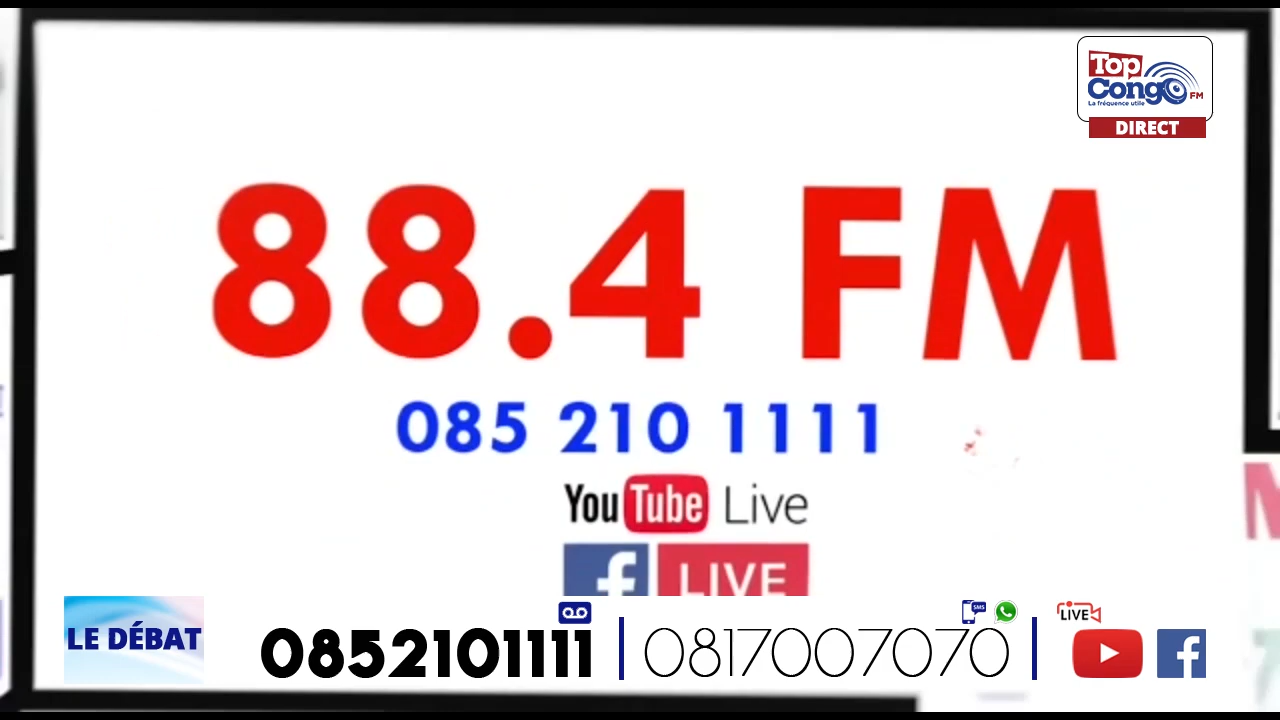 Top
Congo FM
La fréquence utile
DIRECT
88.4 FM
085 210 1111
YouTube Live
f LIVE
LE DÉBAT
0852101111
SMS
0817007070
LIVE
f